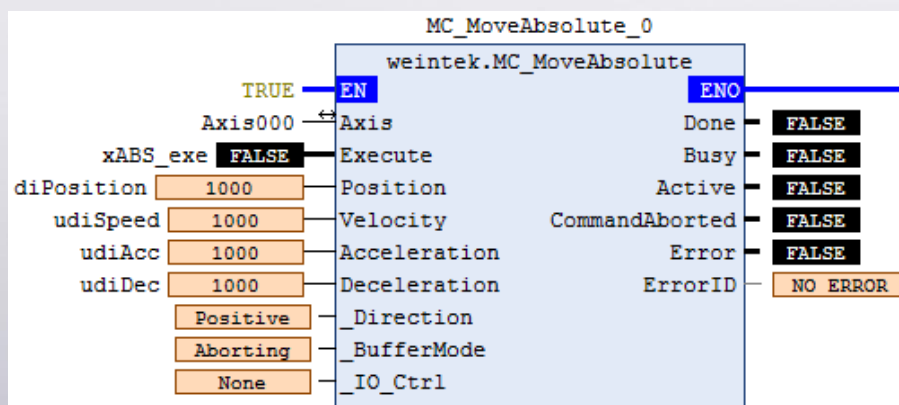 MC_MoveAbsolute_0
weintek.MC_MoveAbsolute
TRUE EN ENO
Axis000 Axis Done FALSE
xABS_exe FALSE Execute Busy FALSE
diPosition 1000 Position Active FALSE
udiSpeed 1000 Velocity CommandAborted FALSE
udiAcc 1000 Acceleration Error FALSE
udiDec 1000 Deceleration ErrorID NO ERROR
Positive _Direction
Aborting _BufferMode
None _IO_Ctrl